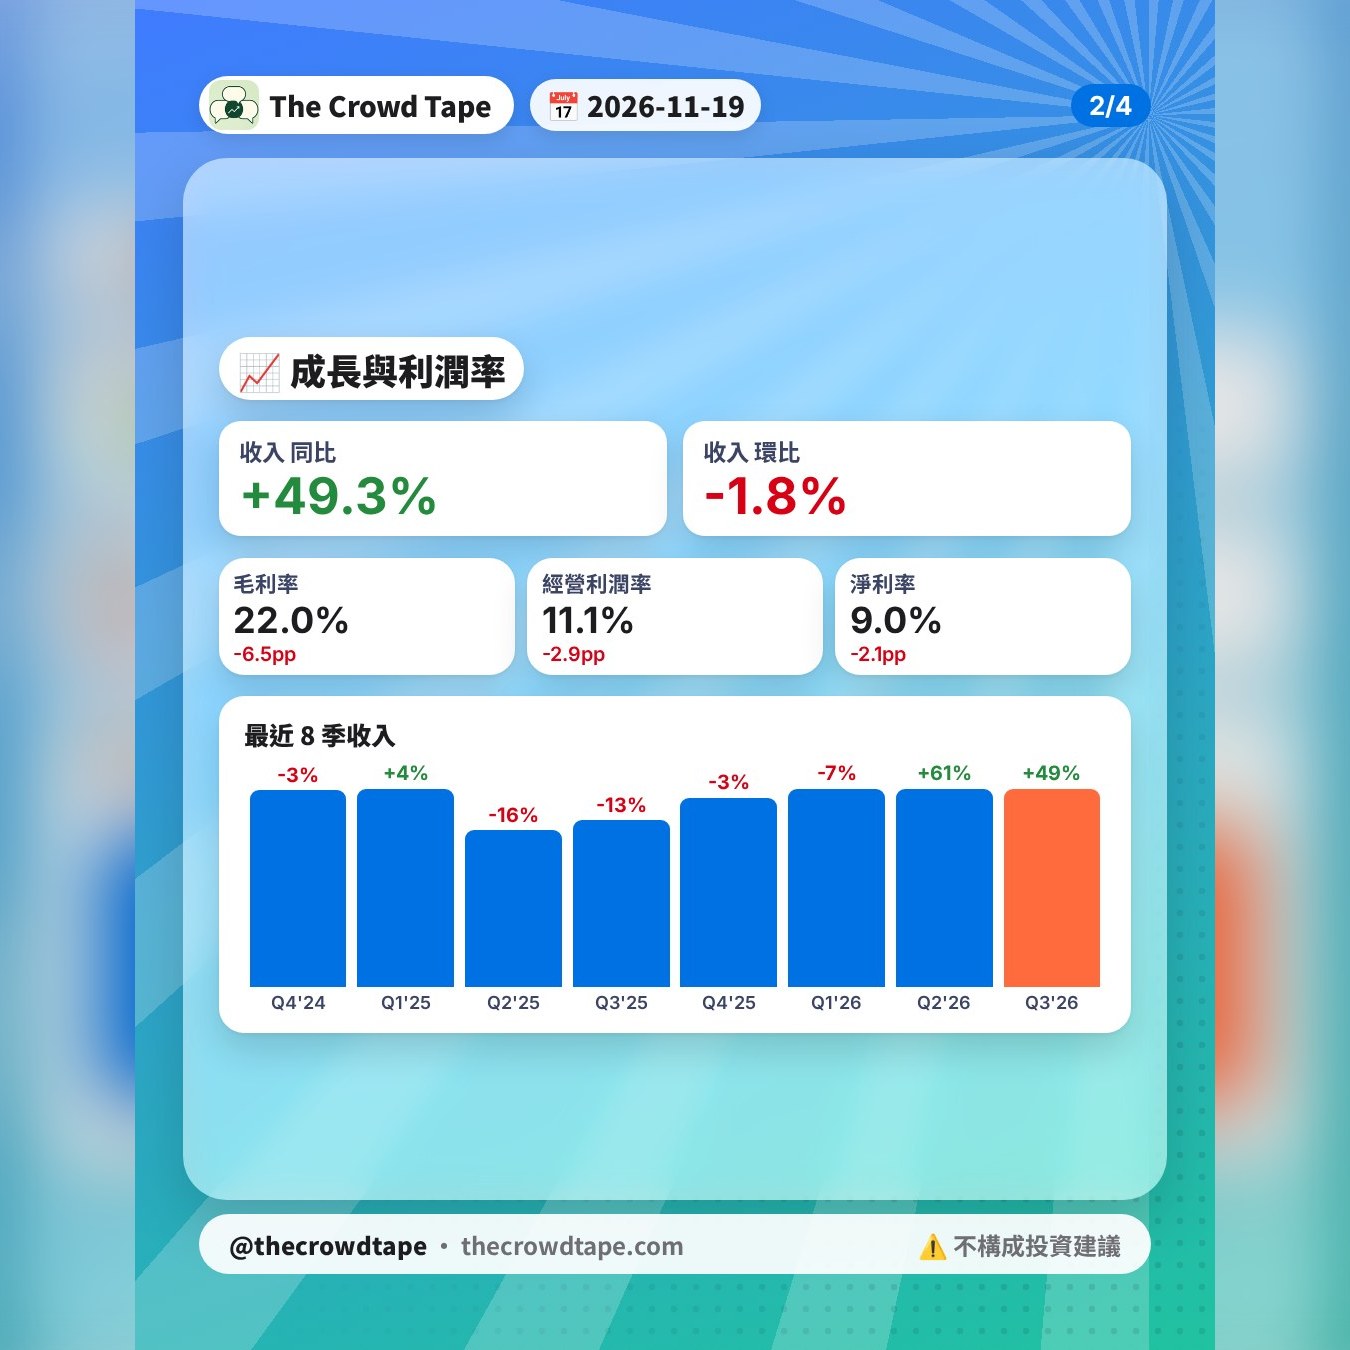 The Crowd Tape
2026-11-19
2/4
成長與利潤率
收入 同比
+49.3%
收入 環比
-1.8%
毛利率
22.0%
-6.5pp
經營利潤率
11.1%
-2.9pp
淨利率
9.0%
-2.1pp
最近 8 季收入
-3% +4% -16% -13% -3% -7% +61% +49%
Q4'24 Q1'25 Q2'25 Q3'25 Q4'25 Q1'26 Q2'26 Q3'26
@thecrowdtape • thecrowdtape.com
⚠️ 不構成投資建議